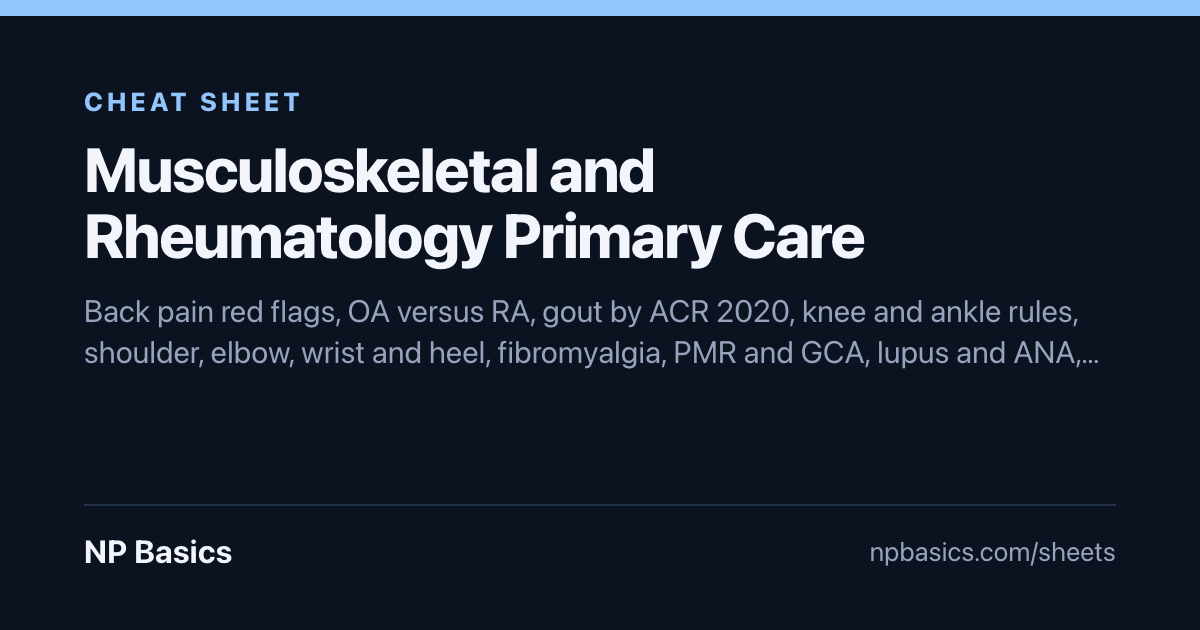 CHEAT SHEET
Musculoskeletal and
Rheumatology Primary Care
Back pain red flags, OA versus RA, gout by ACR 2020, knee and ankle rules,
shoulder, elbow, wrist and heel, fibromyalgia, PMR and GCA, lupus and ANA,...
NP Basics
npbasics.com/sheets